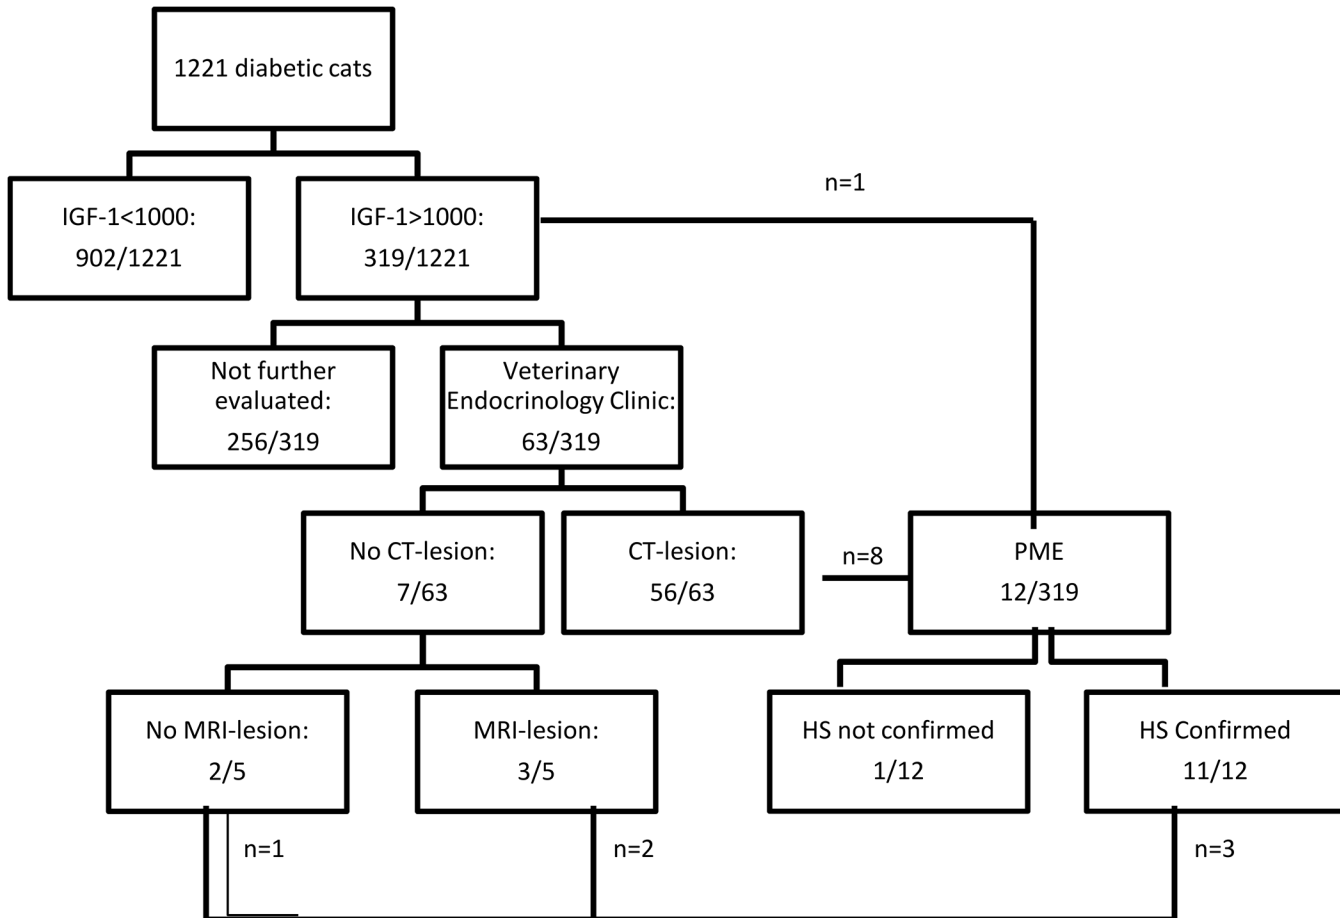 1221 diabetic cats
n=1
IGF-1<1000:
902/1221
IGF-1>1000:
319/1221
Not further
evaluated:
256/319
Veterinary
Endocrinology Clinic:
63/319
No CT-lesion:
7/63
CT-lesion:
56/63
n=8
PME
12/319
No MRI-lesion:
2/5
MRI-lesion:
3/5
HS not confirmed
1/12
HS Confirmed
11/12
n=1
n=2
n=3